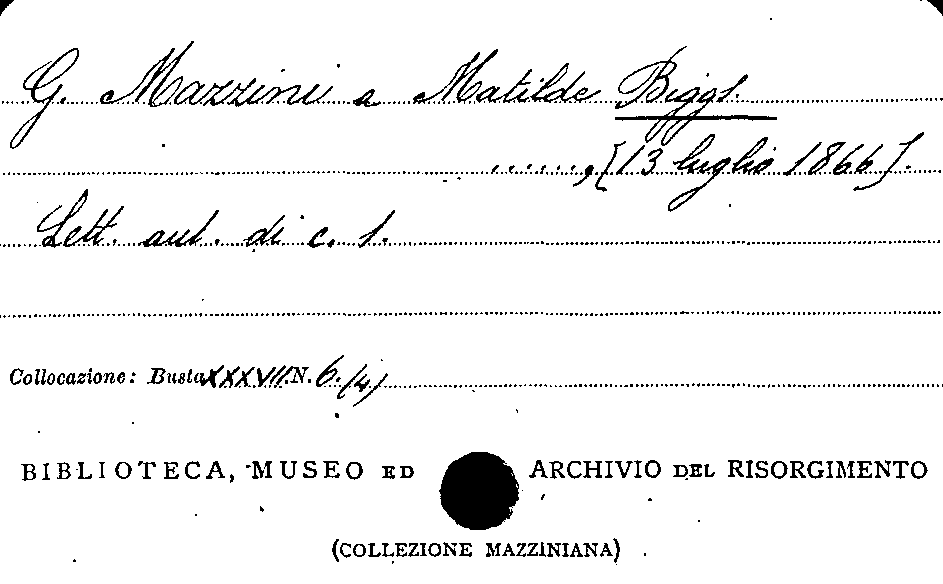 G. Mazzini a Matilde Biggs.
......, [13 luglio 1866].
Lett. aut. di c. 1.
Collocazione: Busta XXXVII. N. 6. (4)
BIBLIOTECA, MUSEO ED ARCHIVIO DEL RISORGIMENTO
(COLLEZIONE MAZZINIANA)